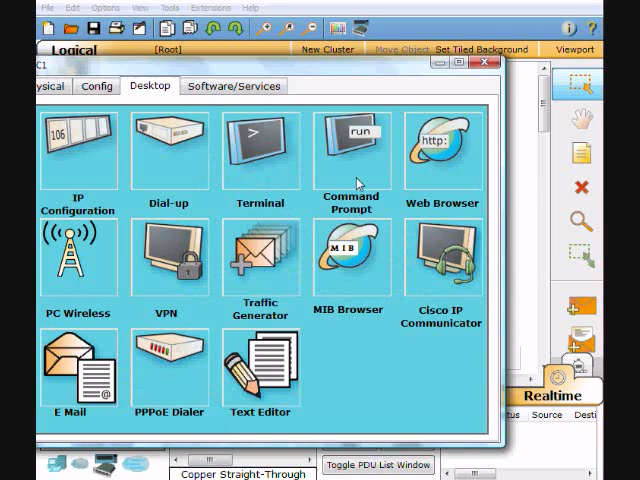 File Edit Options View Tools Extensions Help
Logical [Root] New Cluster Move Object Set Tiled Background Viewport
C1
ysical Config Desktop Software/Services
106
>
run
http:
IP
Configuration
Dial-up
Terminal
Command
Prompt
Web Browser
MIB
PC Wireless
VPN
Traffic
Generator
MIB Browser
Cisco IP
Communicator
@
E Mail
PPPoE Dialer
Text Editor
Realtime
tus Source Desti
Copper Straight-Through
Toggle PDU List Window